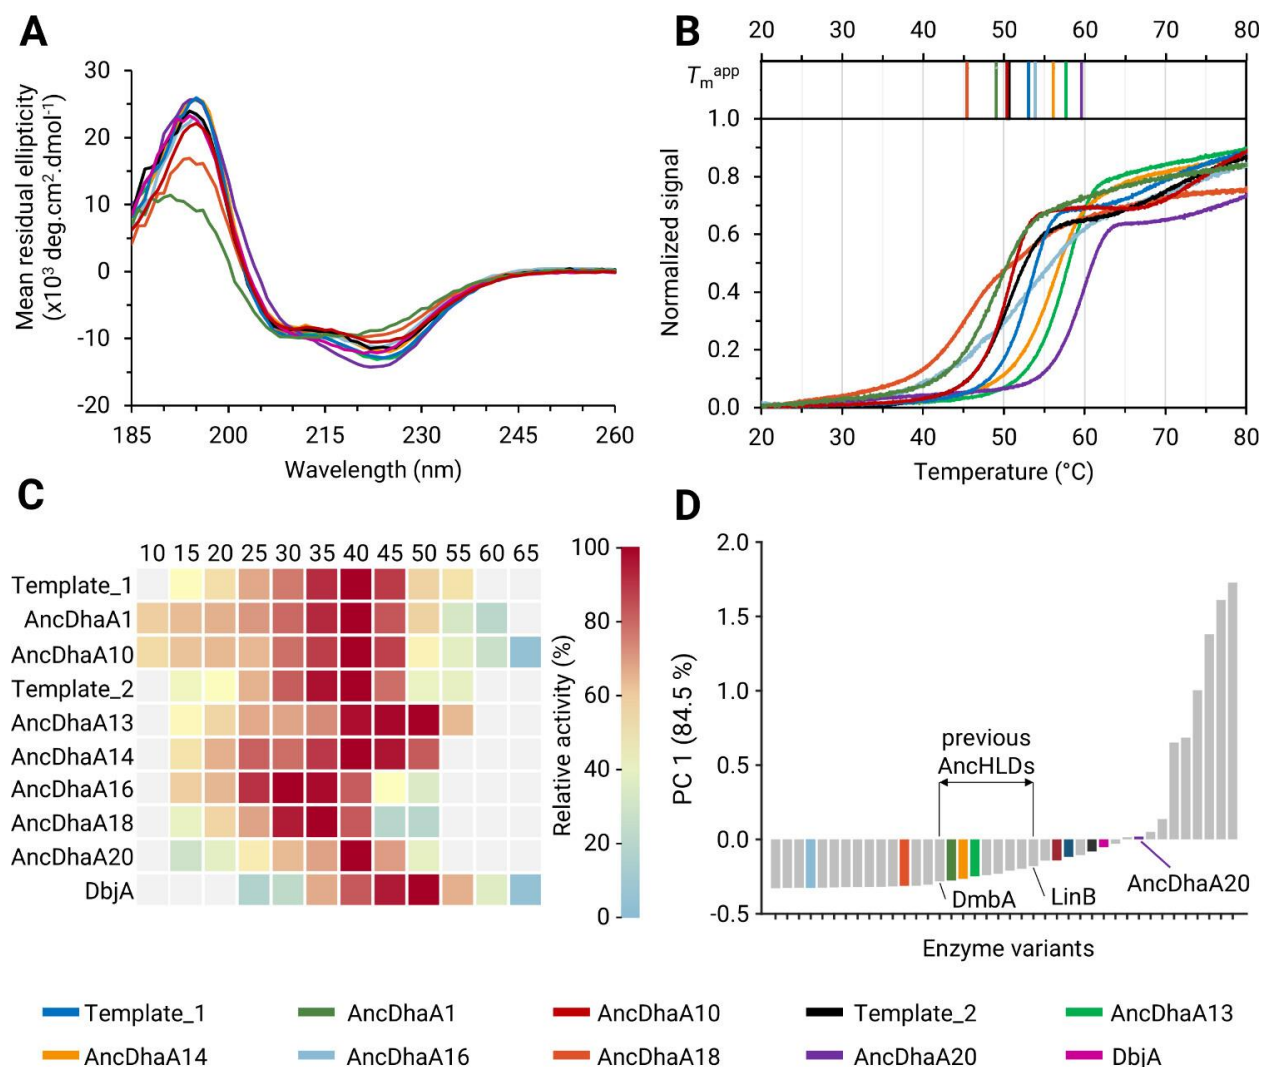 A
30
20
10
0
-10
-20
185 200 215 230 245 260
Mean residual ellipticity
(x10³ deg.cm².dmol⁻¹)
Wavelength (nm)
B
20 30 40 50 60 70 80
Tmᵃᵖᵖ
1.0
0.8
0.6
0.4
0.2
0.0
20 30 40 50 60 70 80
Normalized signal
Temperature (°C)
C
10 15 20 25 30 35 40 45 50 55 60 65
Template_1
AncDhaA1
AncDhaA10
Template_2
AncDhaA13
AncDhaA14
AncDhaA16
AncDhaA18
AncDhaA20
DbjA
100
80
60
40
20
0
Relative activity (%)
D
2.0
1.5
1.0
0.5
0.0
-0.5
PC 1 (84.5 %)
previous
AncHLDs
DmbA
LinB
AncDhaA20
Enzyme variants
Template_1 AncDhaA1 AncDhaA10 Template_2 AncDhaA13
AncDhaA14 AncDhaA16 AncDhaA18 AncDhaA20 DbjA